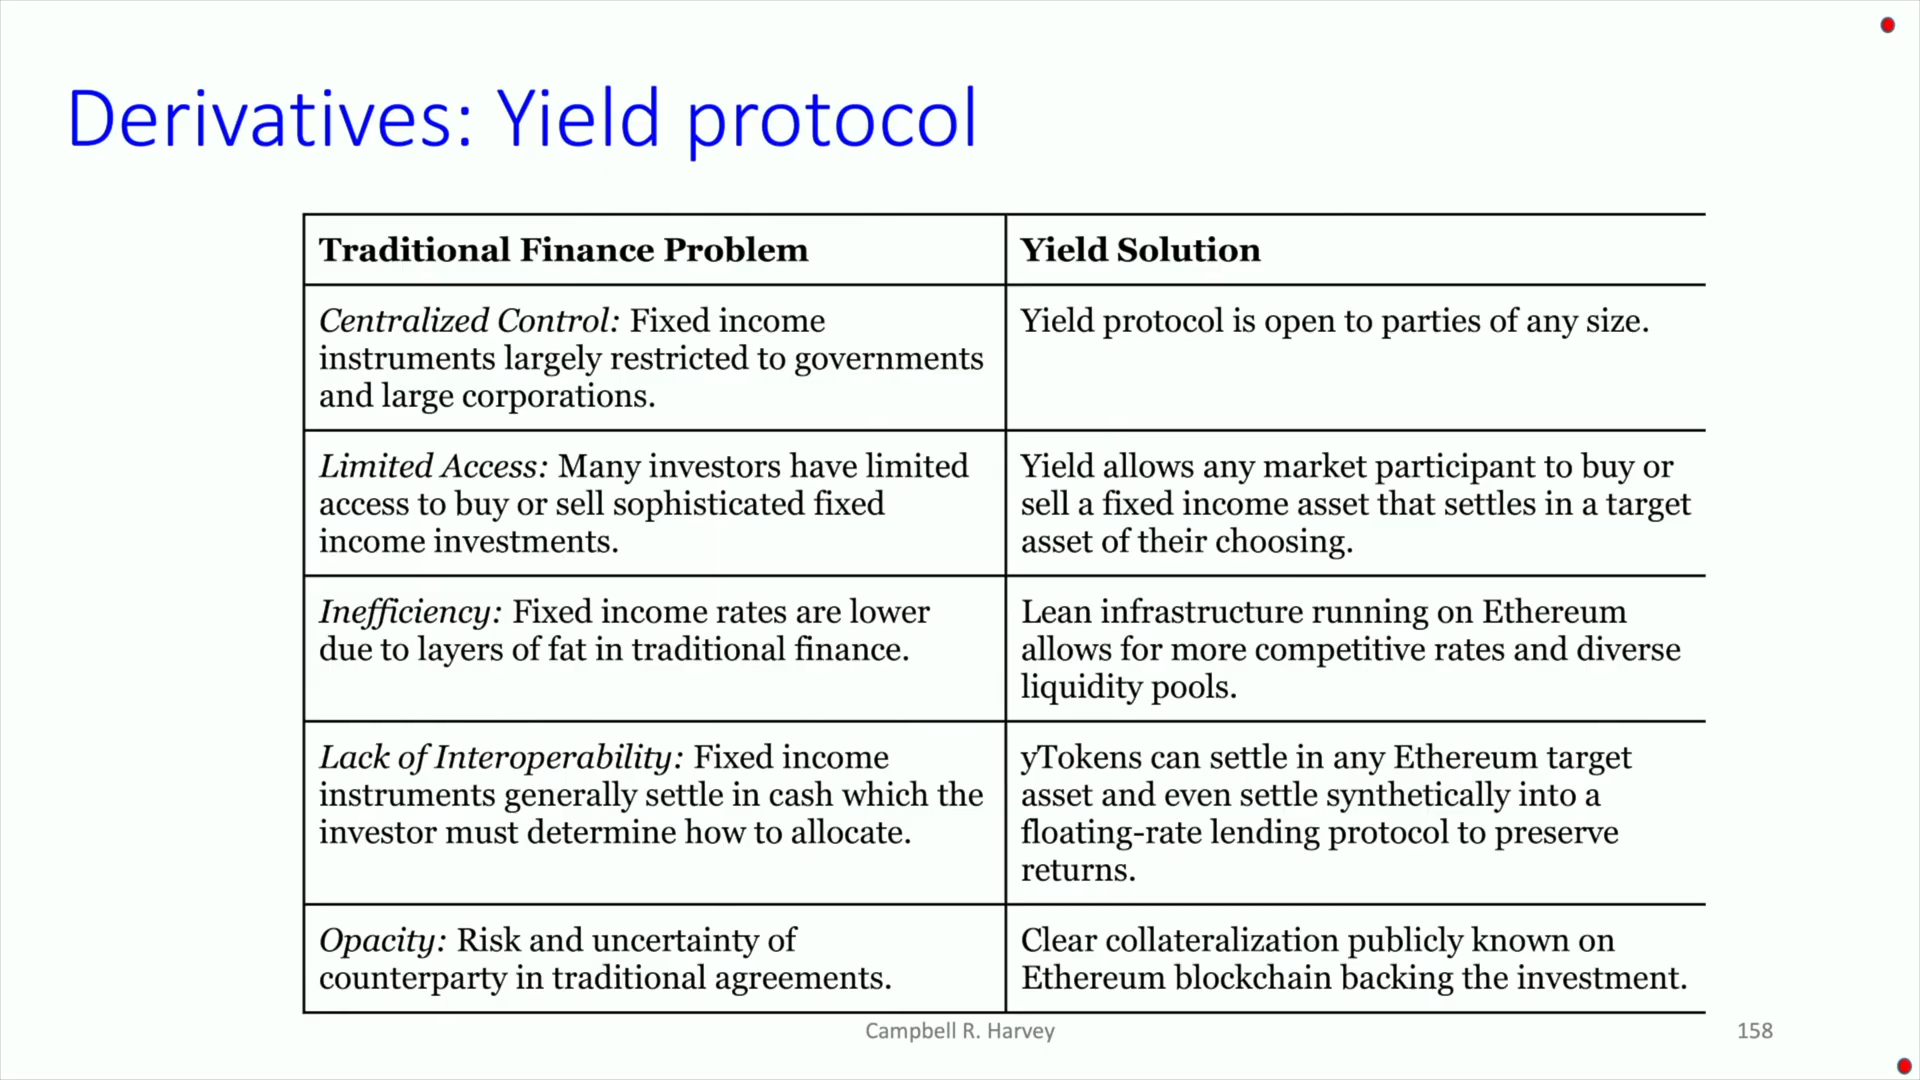 Derivatives: Yield protocol
Traditional Finance Problem
Yield Solution
Centralized Control: Fixed income
instruments largely restricted to governments
and large corporations.
Yield protocol is open to parties of any size.
Limited Access: Many investors have limited
access to buy or sell sophisticated fixed
income investments.
Yield allows any market participant to buy or
sell a fixed income asset that settles in a target
asset of their choosing.
Inefficiency: Fixed income rates are lower
due to layers of fat in traditional finance.
Lean infrastructure running on Ethereum
allows for more competitive rates and diverse
liquidity pools.
Lack of Interoperability: Fixed income
instruments generally settle in cash which the
investor must determine how to allocate.
yTokens can settle in any Ethereum target
asset and even settle synthetically into a
floating-rate lending protocol to preserve
returns.
Opacity: Risk and uncertainty of
counterparty in traditional agreements.
Clear collateralization publicly known on
Ethereum blockchain backing the investment.
Campbell R. Harvey
158